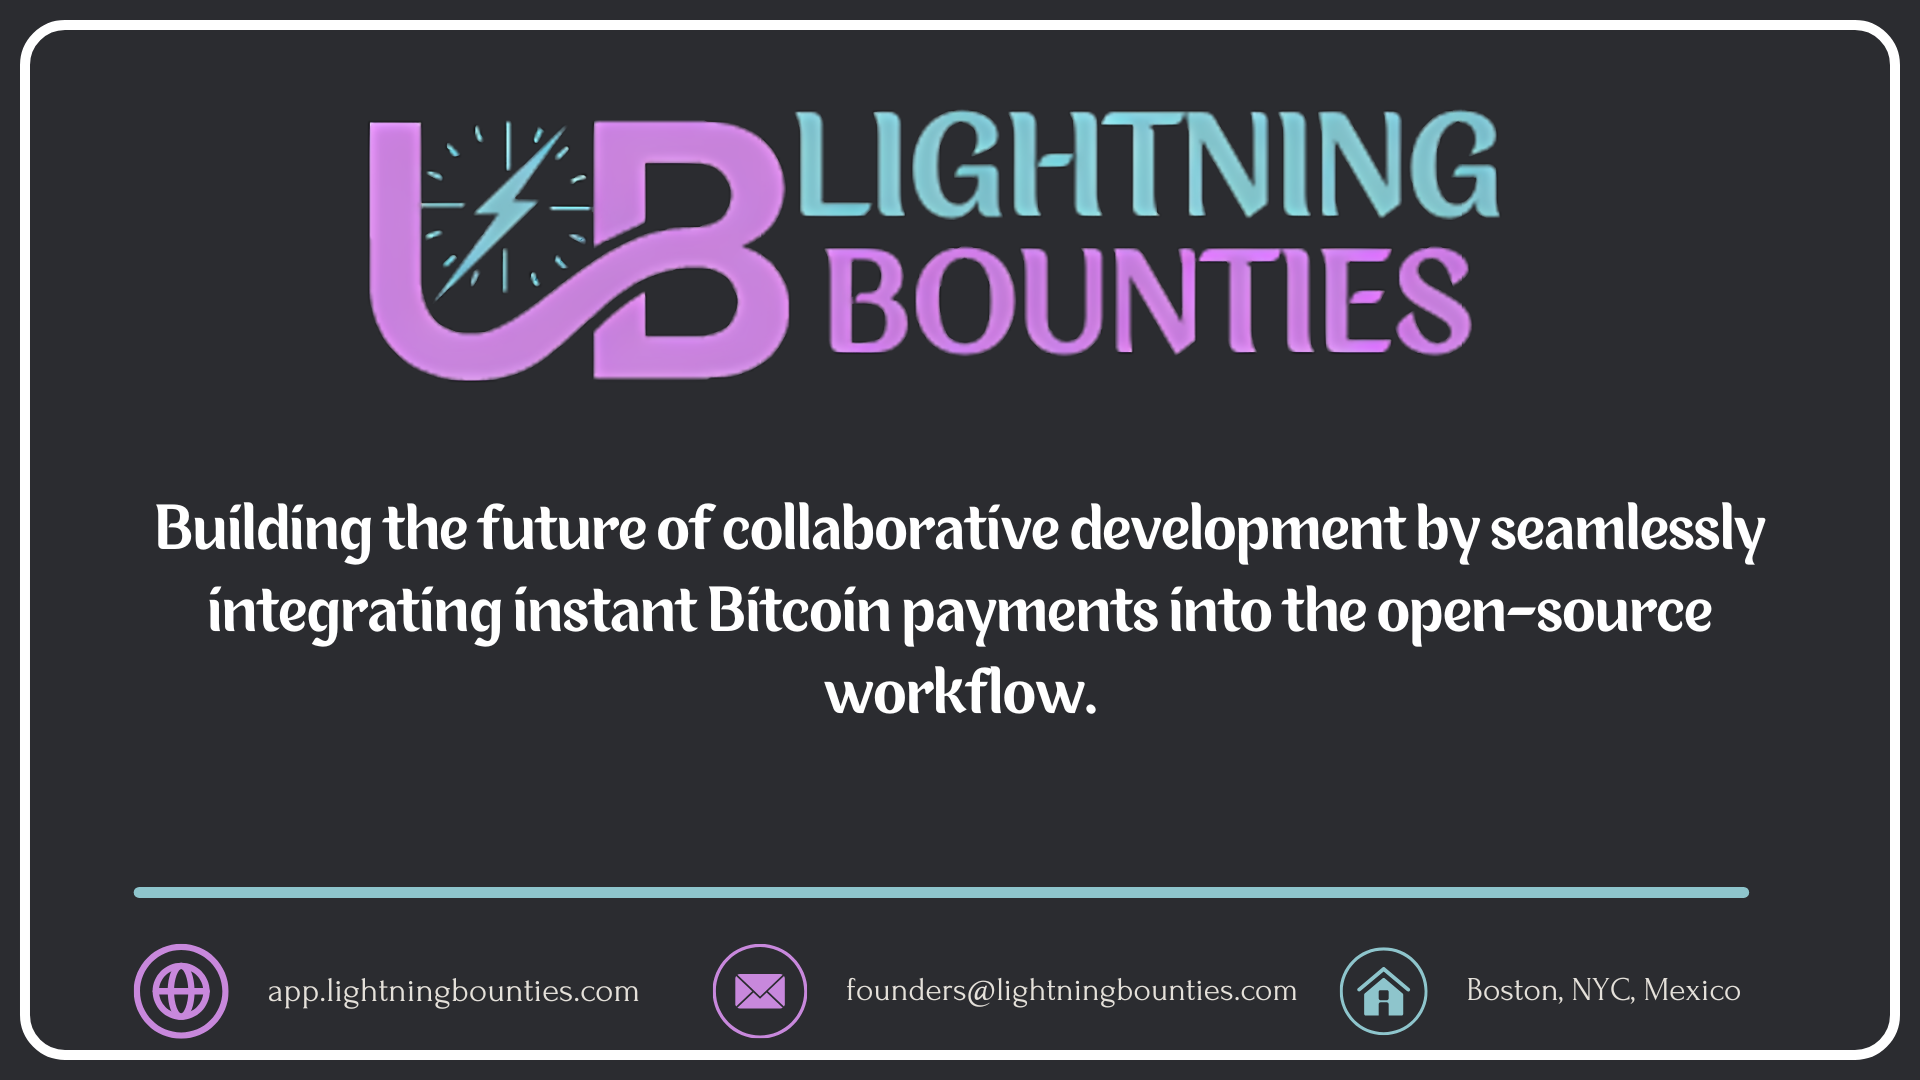 LB LIGHTNING
BOUNTIES
Building the future of collaborative development by seamlessly
integrating instant Bitcoin payments into the open-source
workflow.
app.lightningbounties.com
founders@lightningbounties.com
Boston, NYC, Mexico